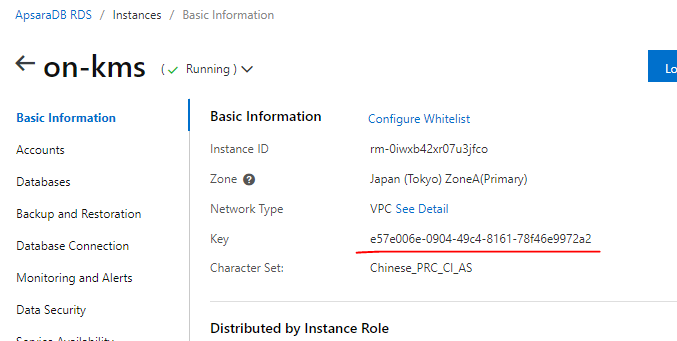 ApsaraDB RDS / Instances / Basic Information
← on-kms ( ✓ Running )
Lo
Basic Information
Accounts
Databases
Backup and Restoration
Database Connection
Monitoring and Alerts
Data Security
Service Availability
Basic Information Configure Whitelist
Instance ID rm-0iwxb42xr07u3jfco
Zone ? Japan (Tokyo) ZoneA(Primary)
Network Type VPC See Detail
Key e57e006e-0904-49c4-8161-78f46e9972a2
Character Set: Chinese_PRC_CI_AS
Distributed by Instance Role